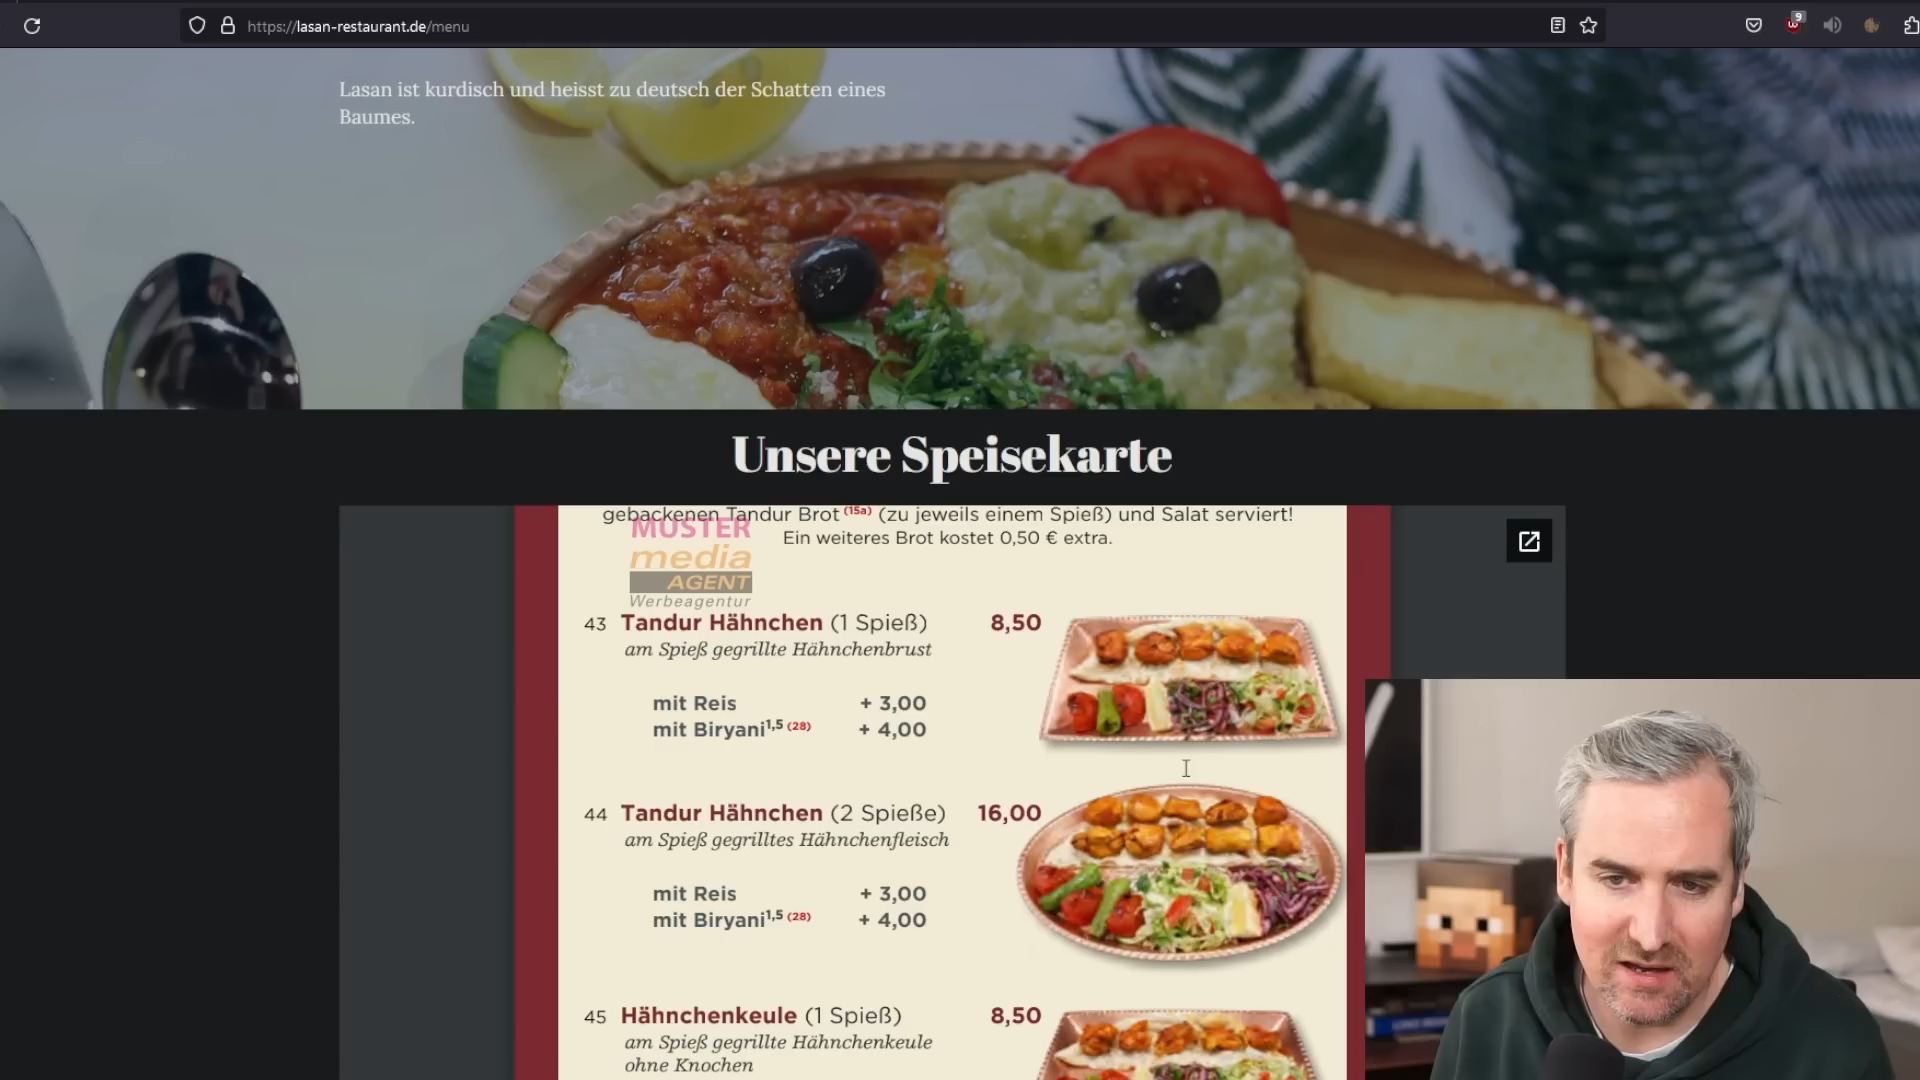 https://lasan-restaurant.de/menu
9
Lasan ist kurdisch und heisst zu deutsch der Schatten eines
Baumes.
Unsere Speisekarte
gebackenen Tandur Brot (15a) (zu jeweils einem Spieß) und Salat serviert!
Ein weiteres Brot kostet 0,50 € extra.
MUSTER
media
AGENT
Werbeagentur
43 Tandur Hähnchen (1 Spieß) 8,50
am Spieß gegrillte Hähnchenbrust
mit Reis + 3,00
mit Biryani1,5 (28) + 4,00
44 Tandur Hähnchen (2 Spieße) 16,00
am Spieß gegrilltes Hähnchenfleisch
mit Reis + 3,00
mit Biryani1,5 (28) + 4,00
45 Hähnchenkeule (1 Spieß) 8,50
am Spieß gegrillte Hähnchenkeule
ohne Knochen